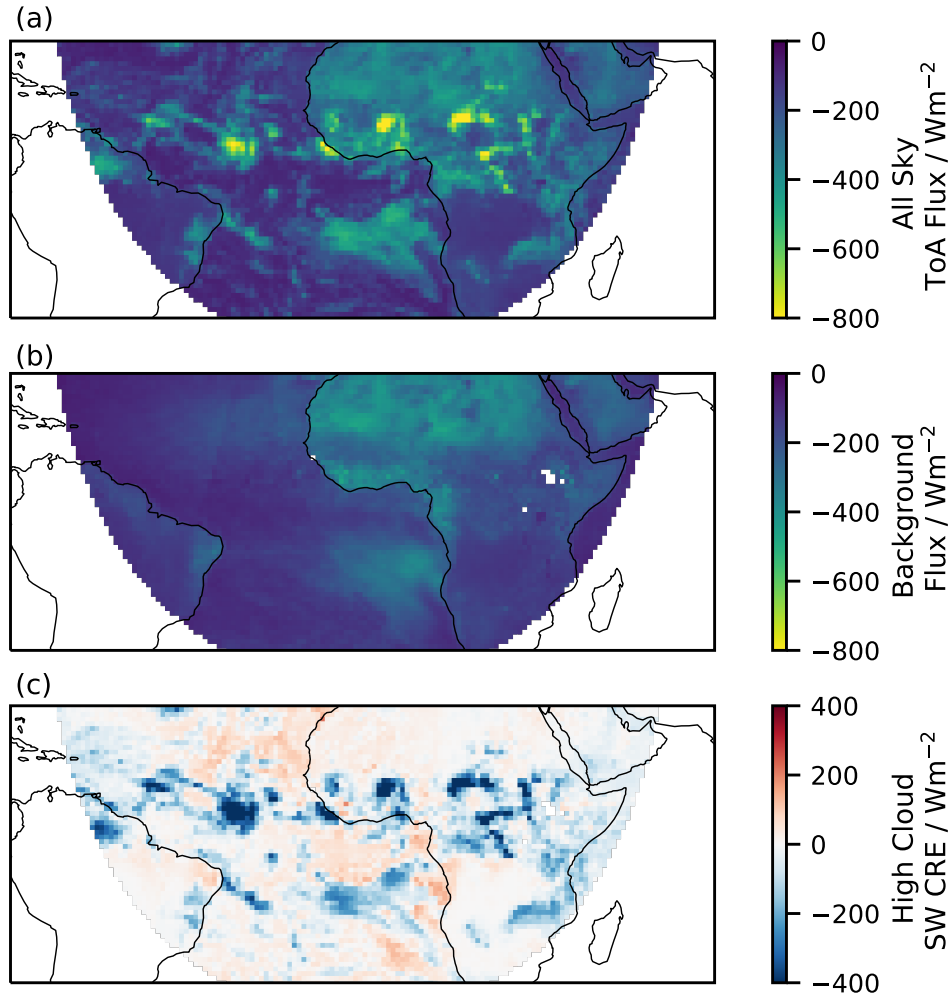 (a)
0
−200
−400
−600
−800
All Sky
ToA Flux / Wm⁻²
(b)
0
−200
−400
−600
−800
Background
Flux / Wm⁻²
(c)
400
200
0
−200
−400
High Cloud
SW CRE / Wm⁻²